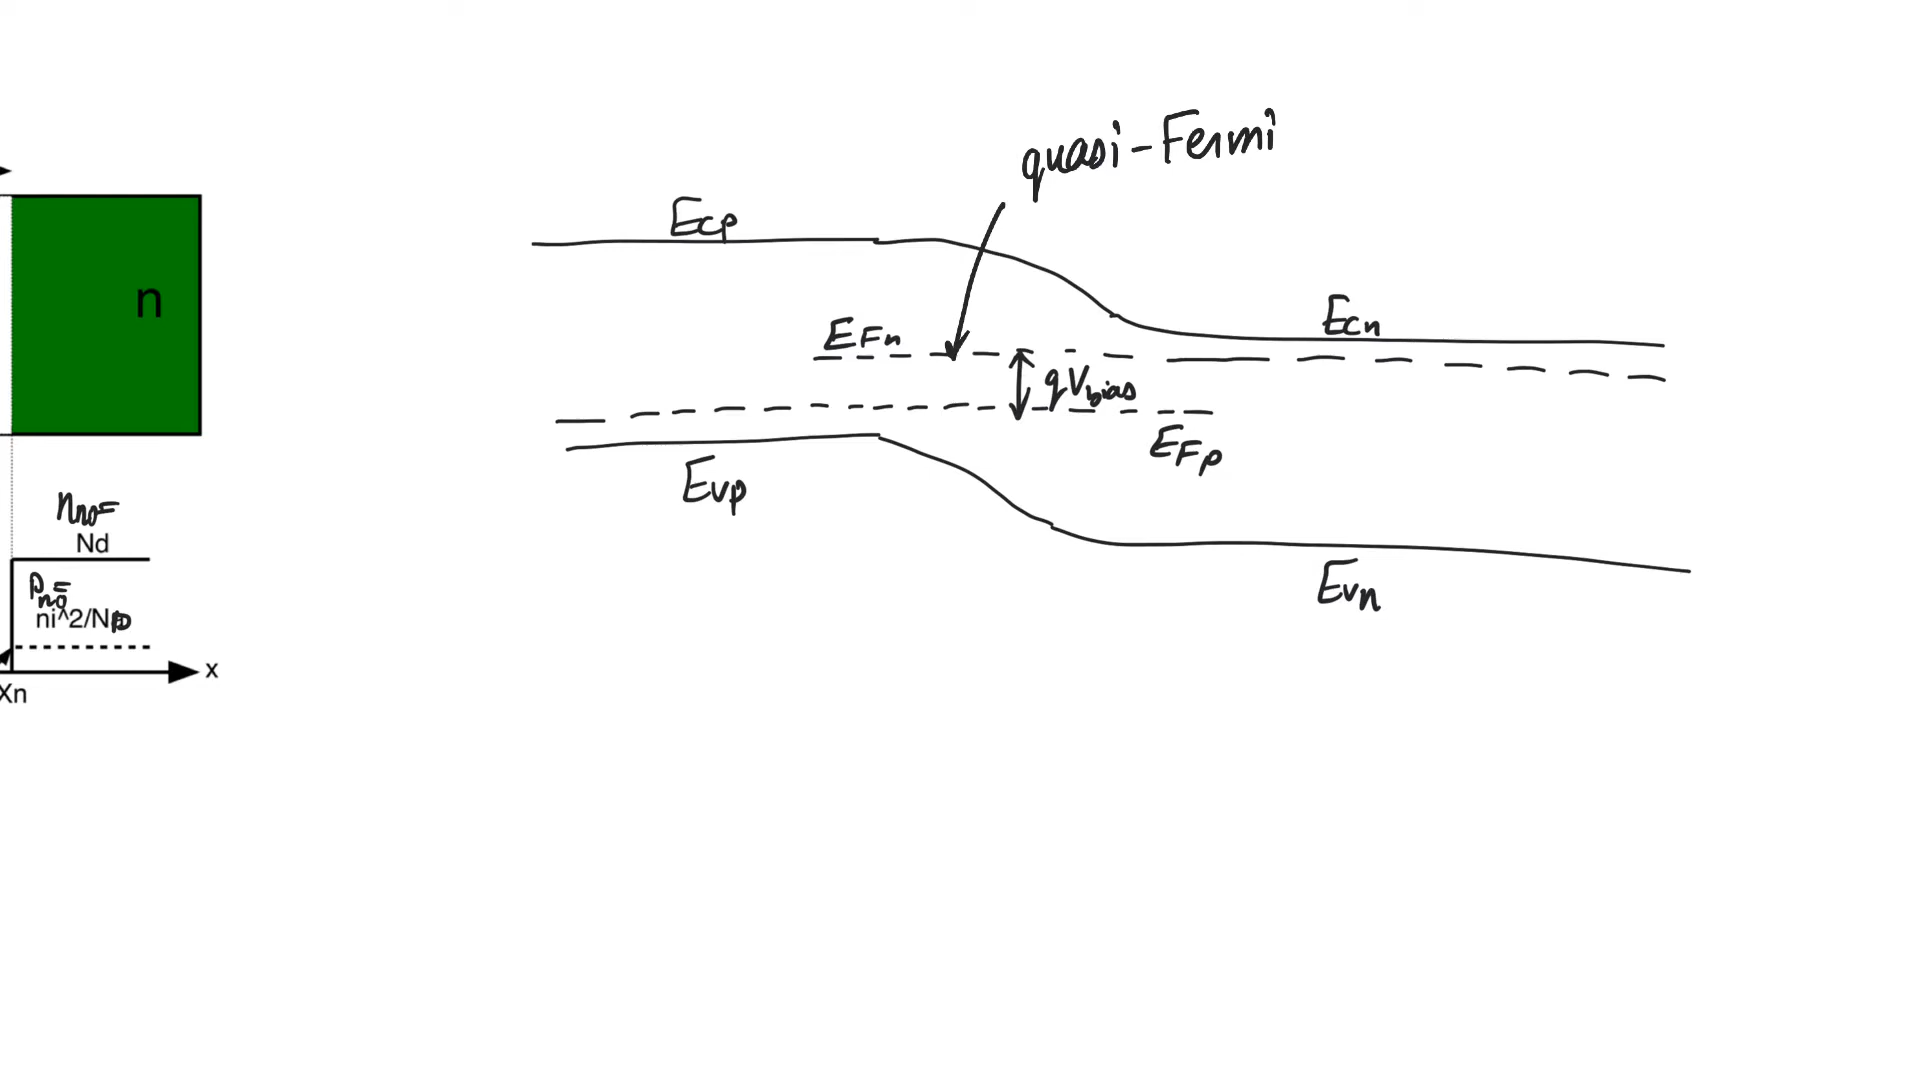 quasi-Fermi
Ecp
n
Ecn
EFn
qVbias
EFp
Evp
nno=
Nd
Pno=
ni^2/ND
Evn
x
Xn